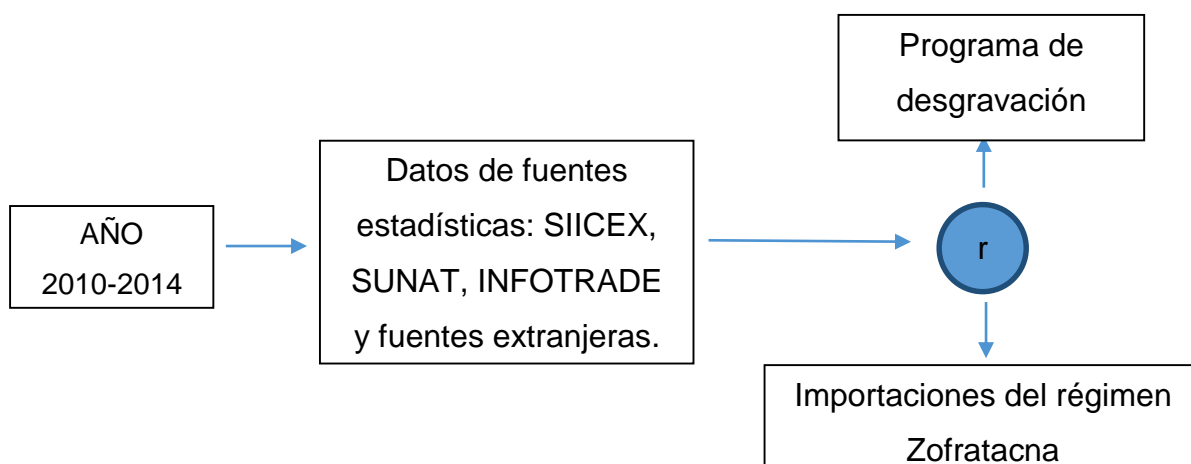 AÑO
2010-2014
Datos de fuentes
estadísticas: SIICEX,
SUNAT, INFOTRADE
y fuentes extranjeras.
Programa de
desgravación
r
Importaciones del régimen
Zofratacna